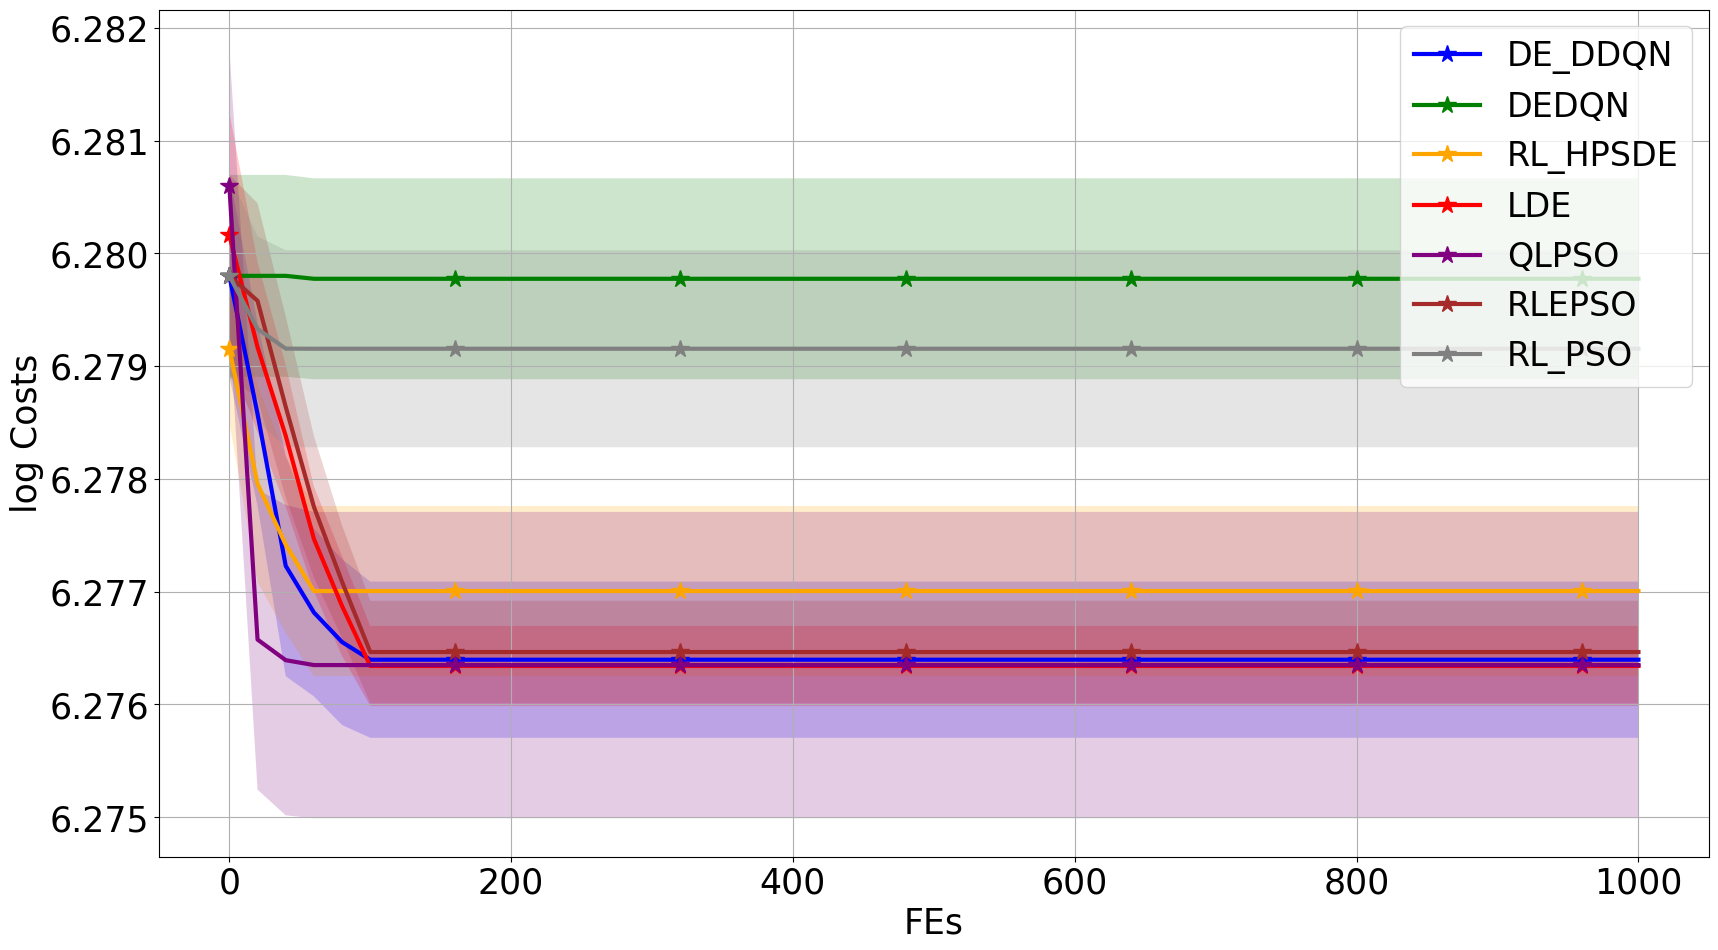 6.282
6.281
6.280
6.279
6.278
6.277
6.276
6.275
log Costs
0
200
400
600
800
1000
FEs
DE_DDQN
DEDQN
RL_HPSDE
LDE
QLPSO
RLEPSO
RL_PSO